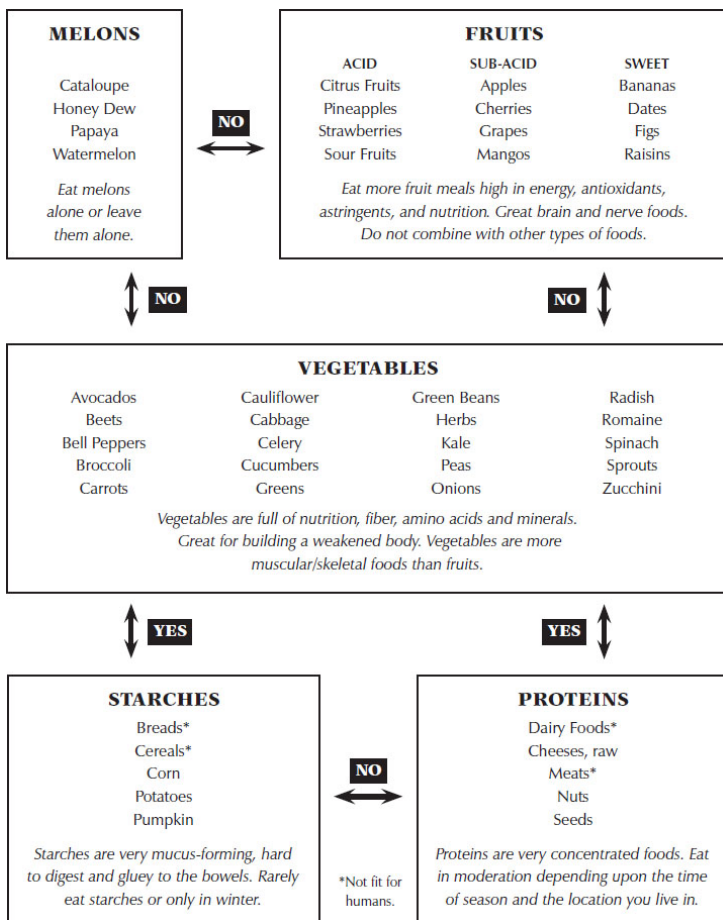 MELONS
Cataloupe
Honey Dew
Papaya
Watermelon
Eat melons
alone or leave
them alone.
NO
FRUITS
ACID
Citrus Fruits
Pineapples
Strawberries
Sour Fruits
SUB-ACID
Apples
Cherries
Grapes
Mangos
SWEET
Bananas
Dates
Figs
Raisins
Eat more fruit meals high in energy, antioxidants,
astringents, and nutrition. Great brain and nerve foods.
Do not combine with other types of foods.
NO
NO
VEGETABLES
Avocados
Beets
Bell Peppers
Broccoli
Carrots
Cauliflower
Cabbage
Celery
Cucumbers
Greens
Green Beans
Herbs
Kale
Peas
Onions
Radish
Romaine
Spinach
Sprouts
Zucchini
Vegetables are full of nutrition, fiber, amino acids and minerals.
Great for building a weakened body. Vegetables are more
muscular/skeletal foods than fruits.
YES
YES
STARCHES
Breads*
Cereals*
Corn
Potatoes
Pumpkin
Starches are very mucus-forming, hard
to digest and gluey to the bowels. Rarely
eat starches or only in winter.
NO
*Not fit for
humans.
PROTEINS
Dairy Foods*
Cheeses, raw
Meats*
Nuts
Seeds
Proteins are very concentrated foods. Eat
in moderation depending upon the time
of season and the location you live in.